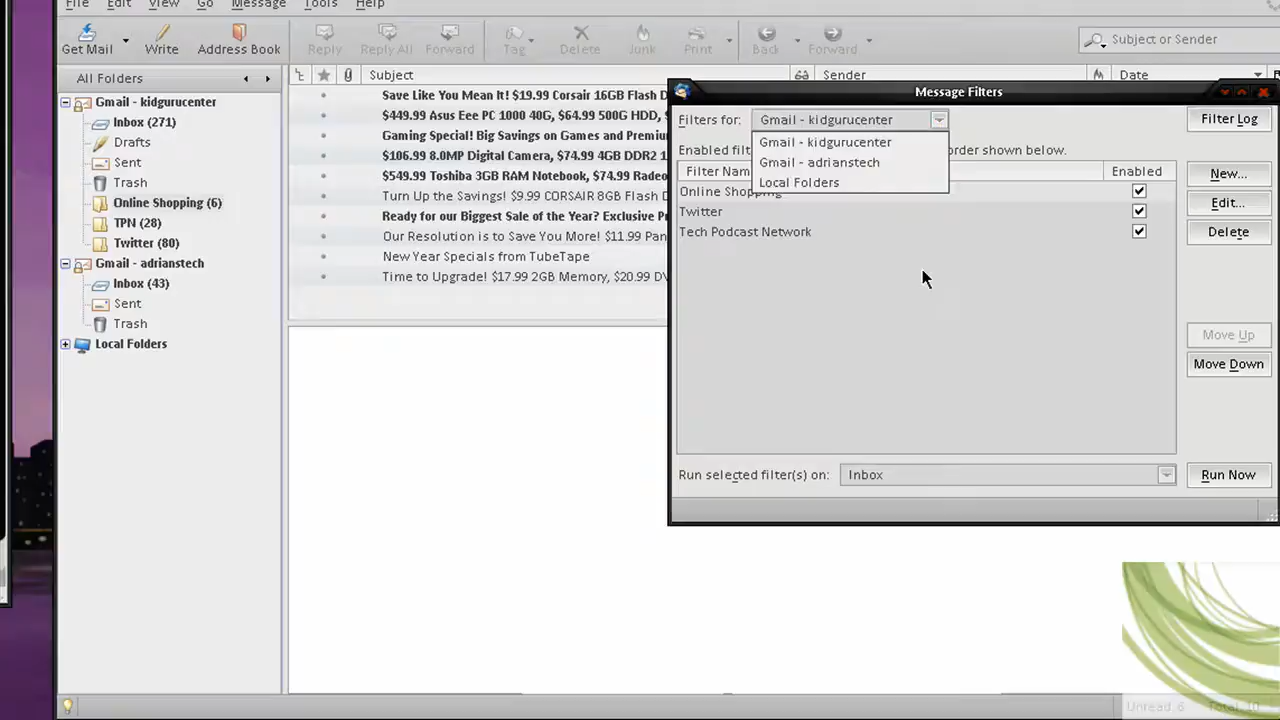 File Edit View Go Message Tools Help
Get Mail Write Address Book Reply Reply All Forward Tag Delete Junk Print Back Forward Subject or Sender
All Folders
Gmail - kidgurucenter
Inbox (271)
Drafts
Sent
Trash
Online Shopping (6)
TPN (28)
Twitter (80)
Gmail - adrianstech
Inbox (43)
Sent
Trash
Local Folders
Subject Sender Date
Save Like You Mean It! $19.99 Corsair 16GB Flash D
$449.99 Asus Eee PC 1000 40G, $64.99 500G HDD,
Gaming Special! Big Savings on Games and Premiu
$106.99 8.0MP Digital Camera, $74.99 4GB DDR2 1
$549.99 Toshiba 3GB RAM Notebook, $74.99 Radeo
Turn Up the Savings! $9.99 CORSAIR 8GB Flash D
Ready for our Biggest Sale of the Year? Exclusive P
Our Resolution is to Save You More! $11.99 Pan
New Year Specials from TubeTape
Time to Upgrade! $17.99 2GB Memory, $20.99 DV
Message Filters
Filters for: Gmail - kidgurucenter
Gmail - kidgurucenter
Gmail - adrianstech
Local Folders
Enabled filt order shown below.
Filter Nam Enabled
Online Shopping
Twitter
Tech Podcast Network
Filter Log
New...
Edit...
Delete
Move Up
Move Down
Run selected filter(s) on: Inbox Run Now
Unread: 6 Total: 10